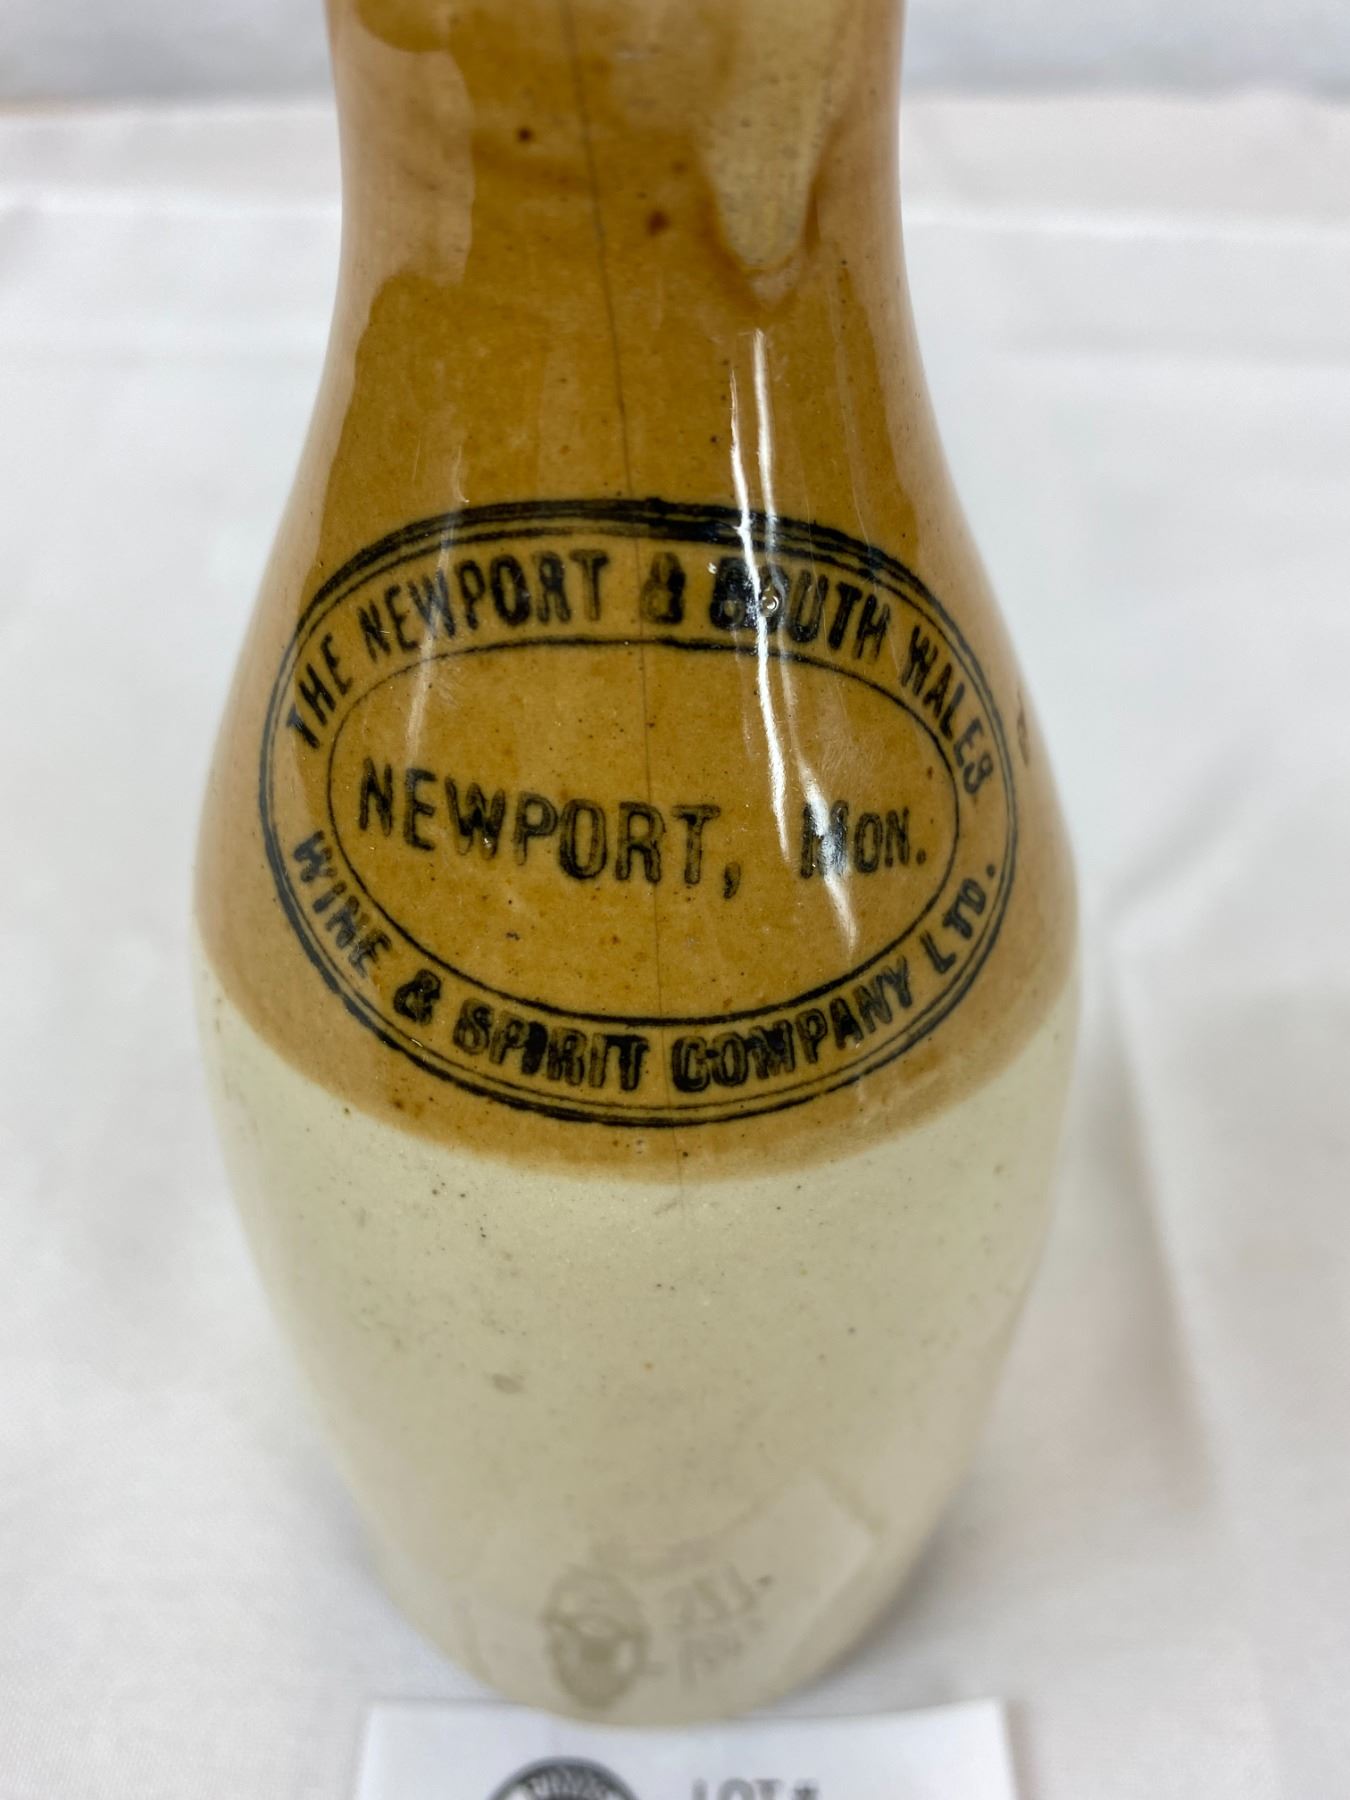 THE NEWPORT & SOUTH WALES
NEWPORT, MON.
WINE & SPIRIT COMPANY LTD.
LOT #